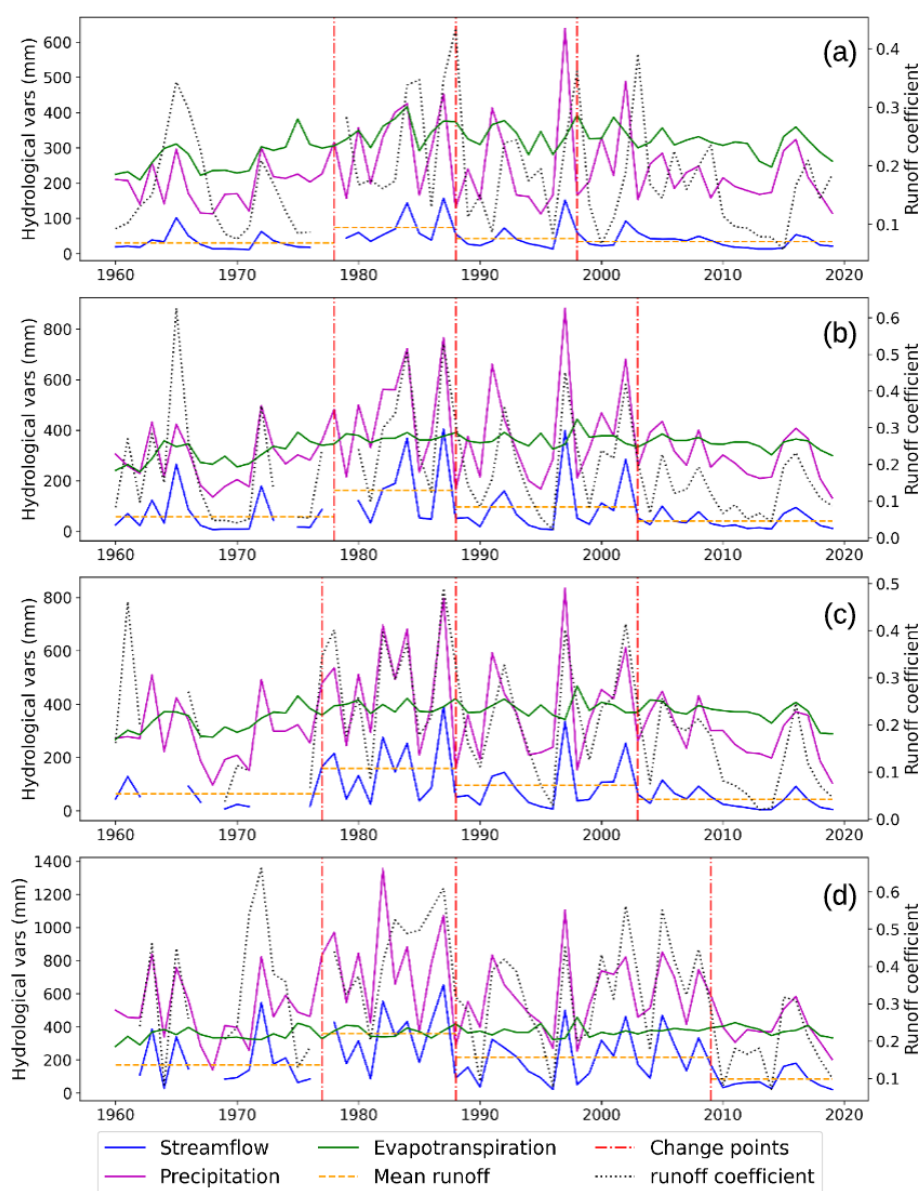 (a)
Hydrological vars (mm)
600
500
400
300
200
100
0
0.4
0.3
0.2
0.1
Runoff coefficient
1960 1970 1980 1990 2000 2010 2020
(b)
Hydrological vars (mm)
800
600
400
200
0
0.6
0.5
0.4
0.3
0.2
0.1
0.0
Runoff coefficient
1960 1970 1980 1990 2000 2010 2020
(c)
Hydrological vars (mm)
800
600
400
200
0
0.5
0.4
0.3
0.2
0.1
0.0
Runoff coefficient
1960 1970 1980 1990 2000 2010 2020
(d)
Hydrological vars (mm)
1400
1200
1000
800
600
400
200
0
0.6
0.5
0.4
0.3
0.2
0.1
Runoff coefficient
1960 1970 1980 1990 2000 2010 2020
Streamflow Evapotranspiration Change points
Precipitation Mean runoff runoff coefficient